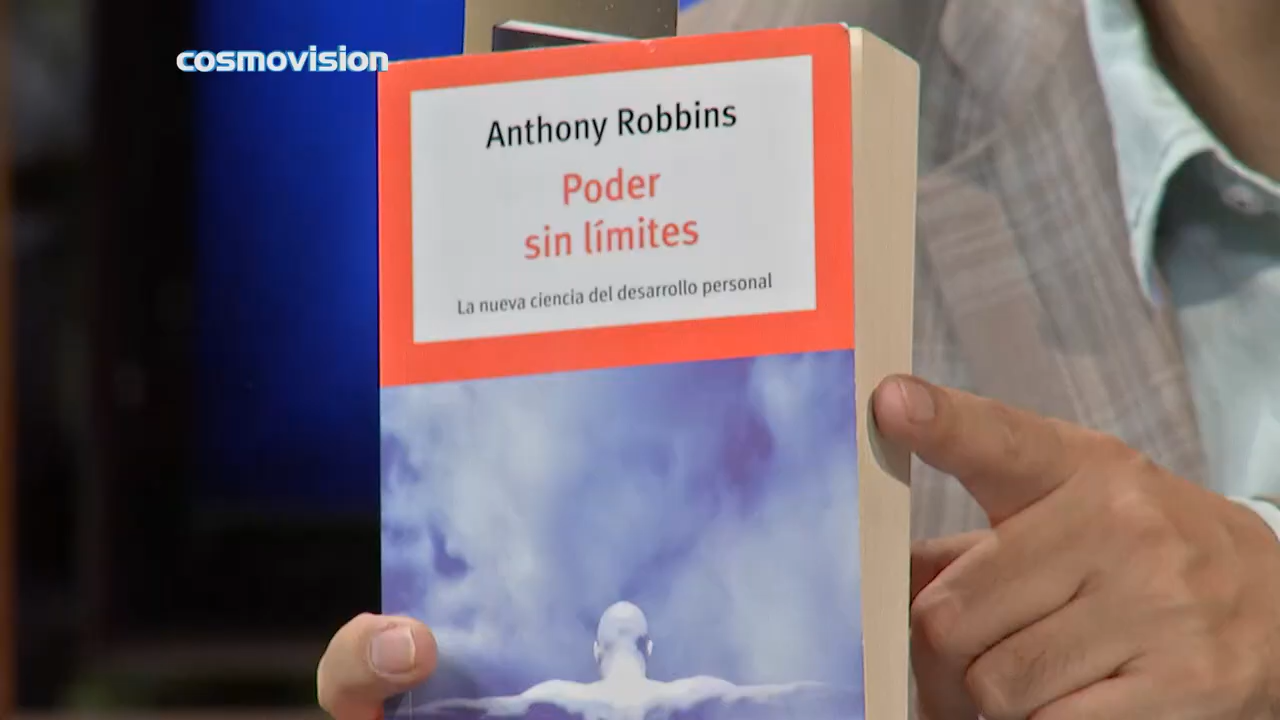 cosmovision
Anthony Robbins
Poder
sin límites
La nueva ciencia del desarrollo personal